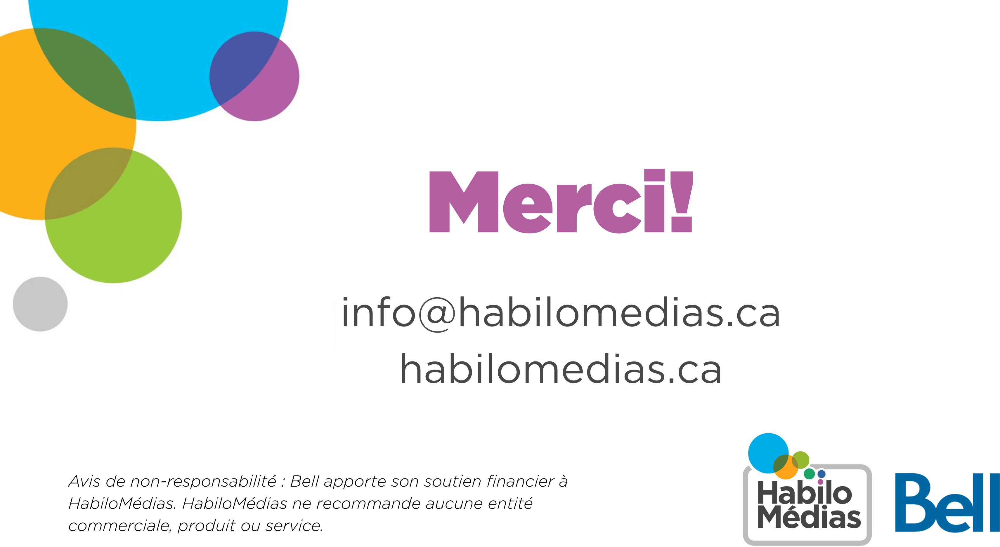 Merci!
info@habilomedias.ca
habilomedias.ca
Avis de non-responsabilité : Bell apporte son soutien financier à
HabiloMédias. HabiloMédias ne recommande aucune entité
commerciale, produit ou service.
Habilo
Médias
Bell